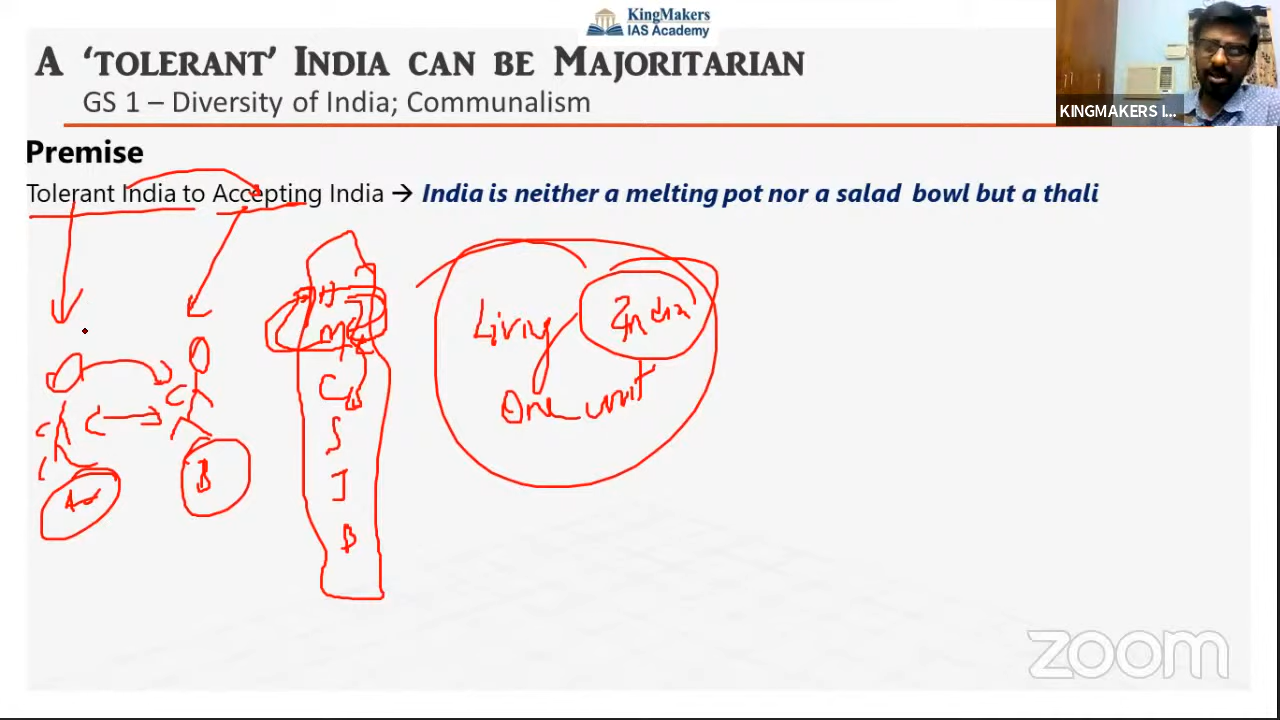 KingMakers
IAS Academy
A ‘TOLERANT’ INDIA CAN BE MAJORITARIAN
GS 1 – Diversity of India; Communalism
KINGMAKERS I...
Premise
Tolerant India to Accepting India → India is neither a melting pot nor a salad bowl but a thali
H
M
C
S
J
B
Living India
One unit
A
B
zoom